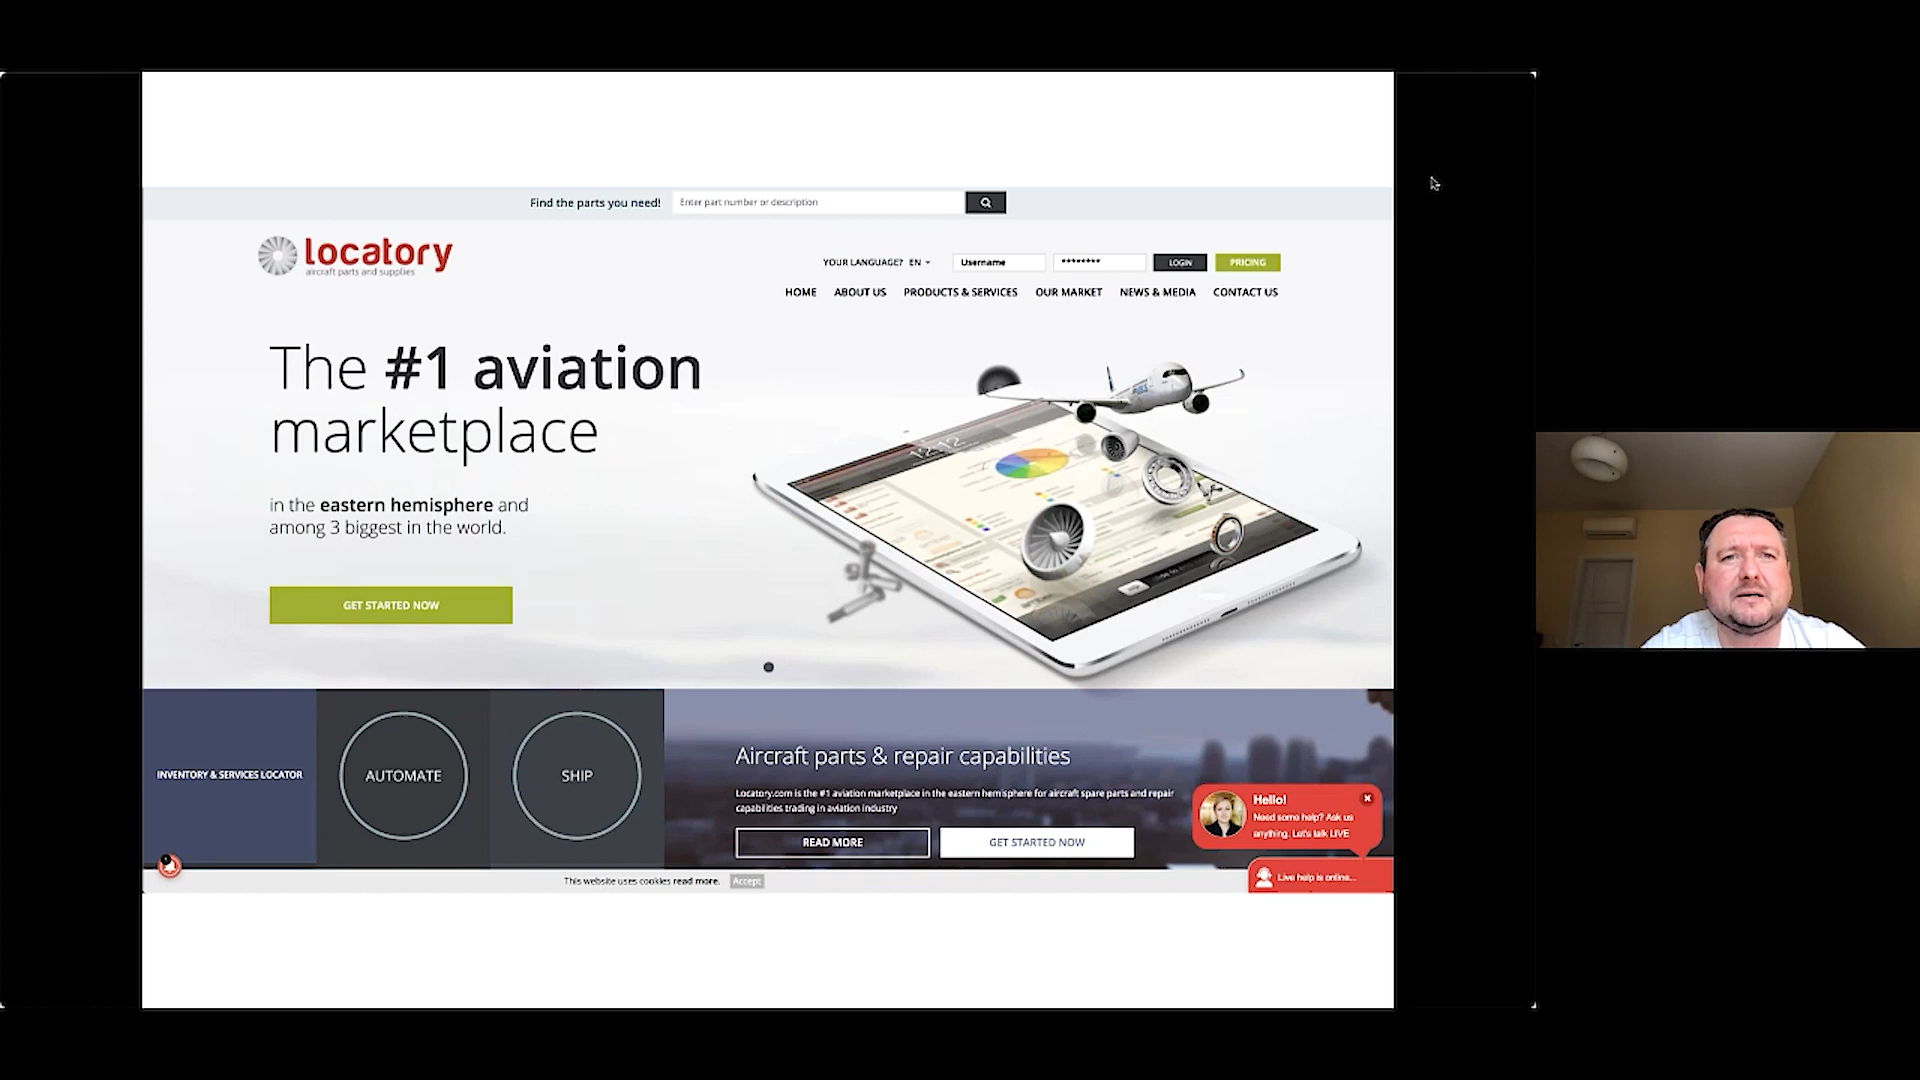 Find the parts you need!
Enter part number or description
locatory
aircraft parts and supplies
YOUR LANGUAGE? EN
Username
********
LOGIN
PRICING
HOME
ABOUT US
PRODUCTS & SERVICES
OUR MARKET
NEWS & MEDIA
CONTACT US
The #1 aviation
marketplace
in the eastern hemisphere and
among 3 biggest in the world.
GET STARTED NOW
12:12
INVENTORY & SERVICES LOCATOR
AUTOMATE
SHIP
Aircraft parts & repair capabilities
Locatory.com is the #1 aviation marketplace in the eastern hemisphere for aircraft spare parts and repair
capabilities trading in aviation industry
READ MORE
GET STARTED NOW
Hello!
Need some help? Ask us
anything. Let's talk LIVE
Live help is online...
This website uses cookies read more.
Accept